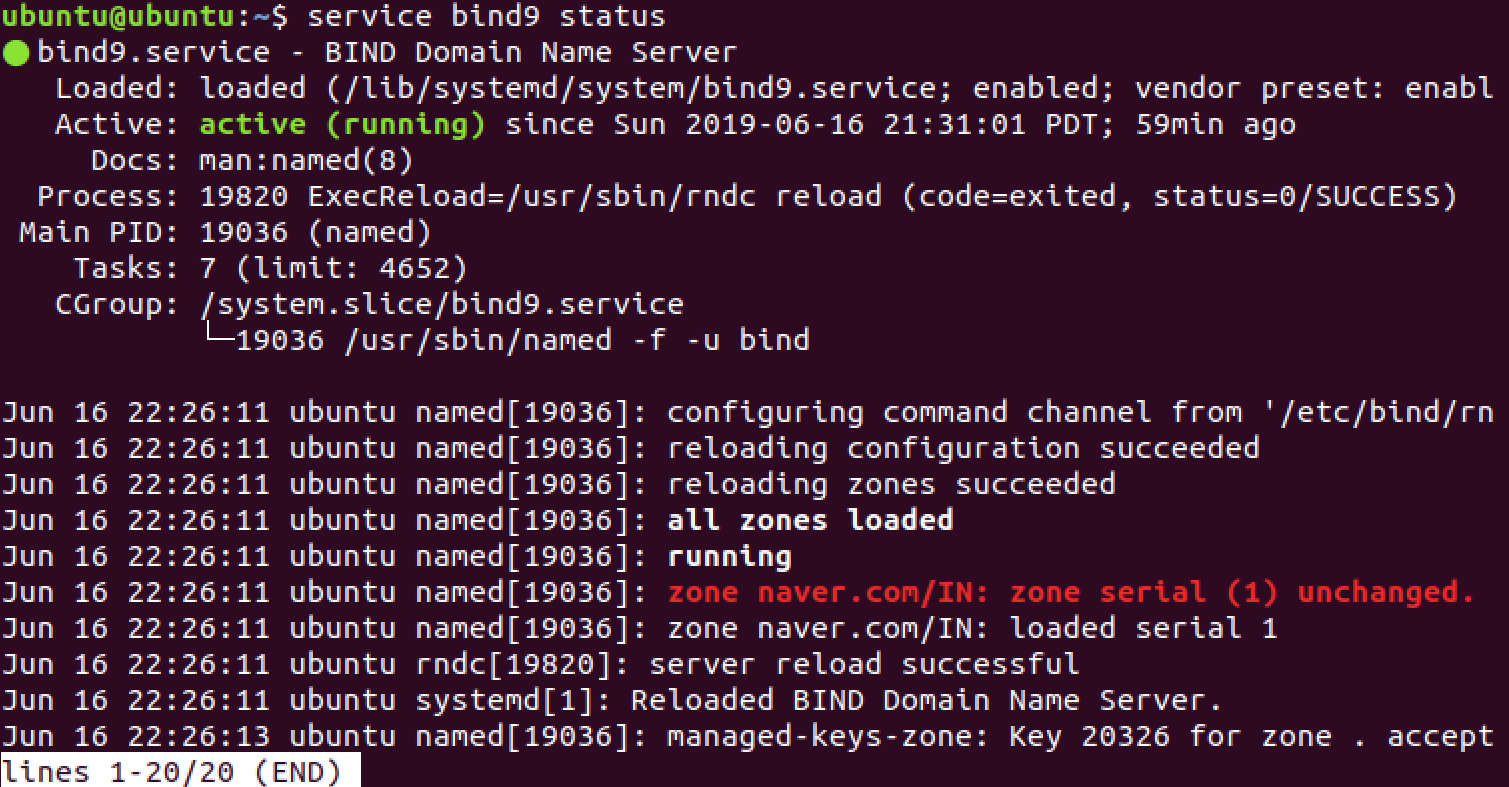 ubuntu@ubuntu:~$ service bind9 status
● bind9.service - BIND Domain Name Server
   Loaded: loaded (/lib/systemd/system/bind9.service; enabled; vendor preset: enabl
   Active: active (running) since Sun 2019-06-16 21:31:01 PDT; 59min ago
     Docs: man:named(8)
  Process: 19820 ExecReload=/usr/sbin/rndc reload (code=exited, status=0/SUCCESS)
 Main PID: 19036 (named)
    Tasks: 7 (limit: 4652)
   CGroup: /system.slice/bind9.service
           └─19036 /usr/sbin/named -f -u bind

Jun 16 22:26:11 ubuntu named[19036]: configuring command channel from '/etc/bind/rn
Jun 16 22:26:11 ubuntu named[19036]: reloading configuration succeeded
Jun 16 22:26:11 ubuntu named[19036]: reloading zones succeeded
Jun 16 22:26:11 ubuntu named[19036]: all zones loaded
Jun 16 22:26:11 ubuntu named[19036]: running
Jun 16 22:26:11 ubuntu named[19036]: zone naver.com/IN: zone serial (1) unchanged.
Jun 16 22:26:11 ubuntu named[19036]: zone naver.com/IN: loaded serial 1
Jun 16 22:26:11 ubuntu rndc[19820]: server reload successful
Jun 16 22:26:11 ubuntu systemd[1]: Reloaded BIND Domain Name Server.
Jun 16 22:26:13 ubuntu named[19036]: managed-keys-zone: Key 20326 for zone . accept
lines 1-20/20 (END)